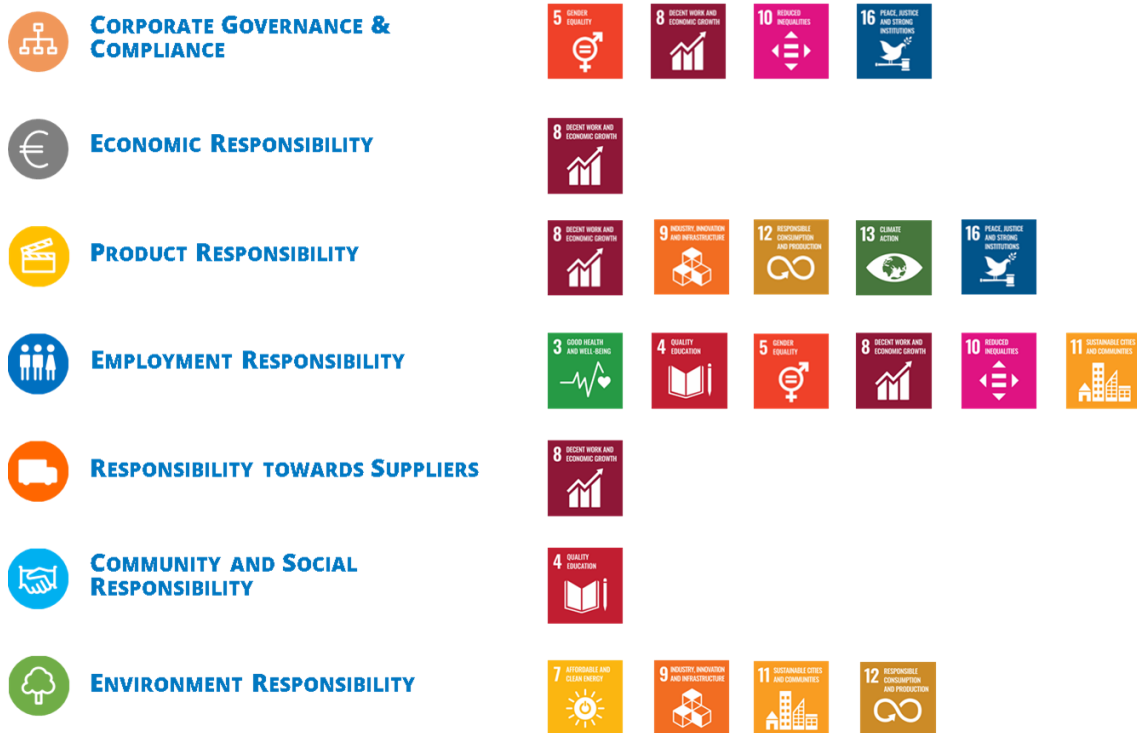 CORPORATE GOVERNANCE &
COMPLIANCE
5 GENDER
EQUALITY
8 DECENT WORK AND
ECONOMIC GROWTH
10 REDUCED
INEQUALITIES
16 PEACE, JUSTICE
AND STRONG
INSTITUTIONS
€
ECONOMIC RESPONSIBILITY
8 DECENT WORK AND
ECONOMIC GROWTH
PRODUCT RESPONSIBILITY
8 DECENT WORK AND
ECONOMIC GROWTH
9 INDUSTRY, INNOVATION
AND INFRASTRUCTURE
12 RESPONSIBLE
CONSUMPTION
AND PRODUCTION
13 CLIMATE
ACTION
16 PEACE, JUSTICE
AND STRONG
INSTITUTIONS
EMPLOYMENT RESPONSIBILITY
3 GOOD HEALTH
AND WELL-BEING
4 QUALITY
EDUCATION
5 GENDER
EQUALITY
8 DECENT WORK AND
ECONOMIC GROWTH
10 REDUCED
INEQUALITIES
11 SUSTAINABLE CITIES
AND COMMUNITIES
RESPONSIBILITY TOWARDS SUPPLIERS
8 DECENT WORK AND
ECONOMIC GROWTH
COMMUNITY AND SOCIAL
RESPONSIBILITY
4 QUALITY
EDUCATION
ENVIRONMENT RESPONSIBILITY
7 AFFORDABLE AND
CLEAN ENERGY
9 INDUSTRY, INNOVATION
AND INFRASTRUCTURE
11 SUSTAINABLE CITIES
AND COMMUNITIES
12 RESPONSIBLE
CONSUMPTION
AND PRODUCTION